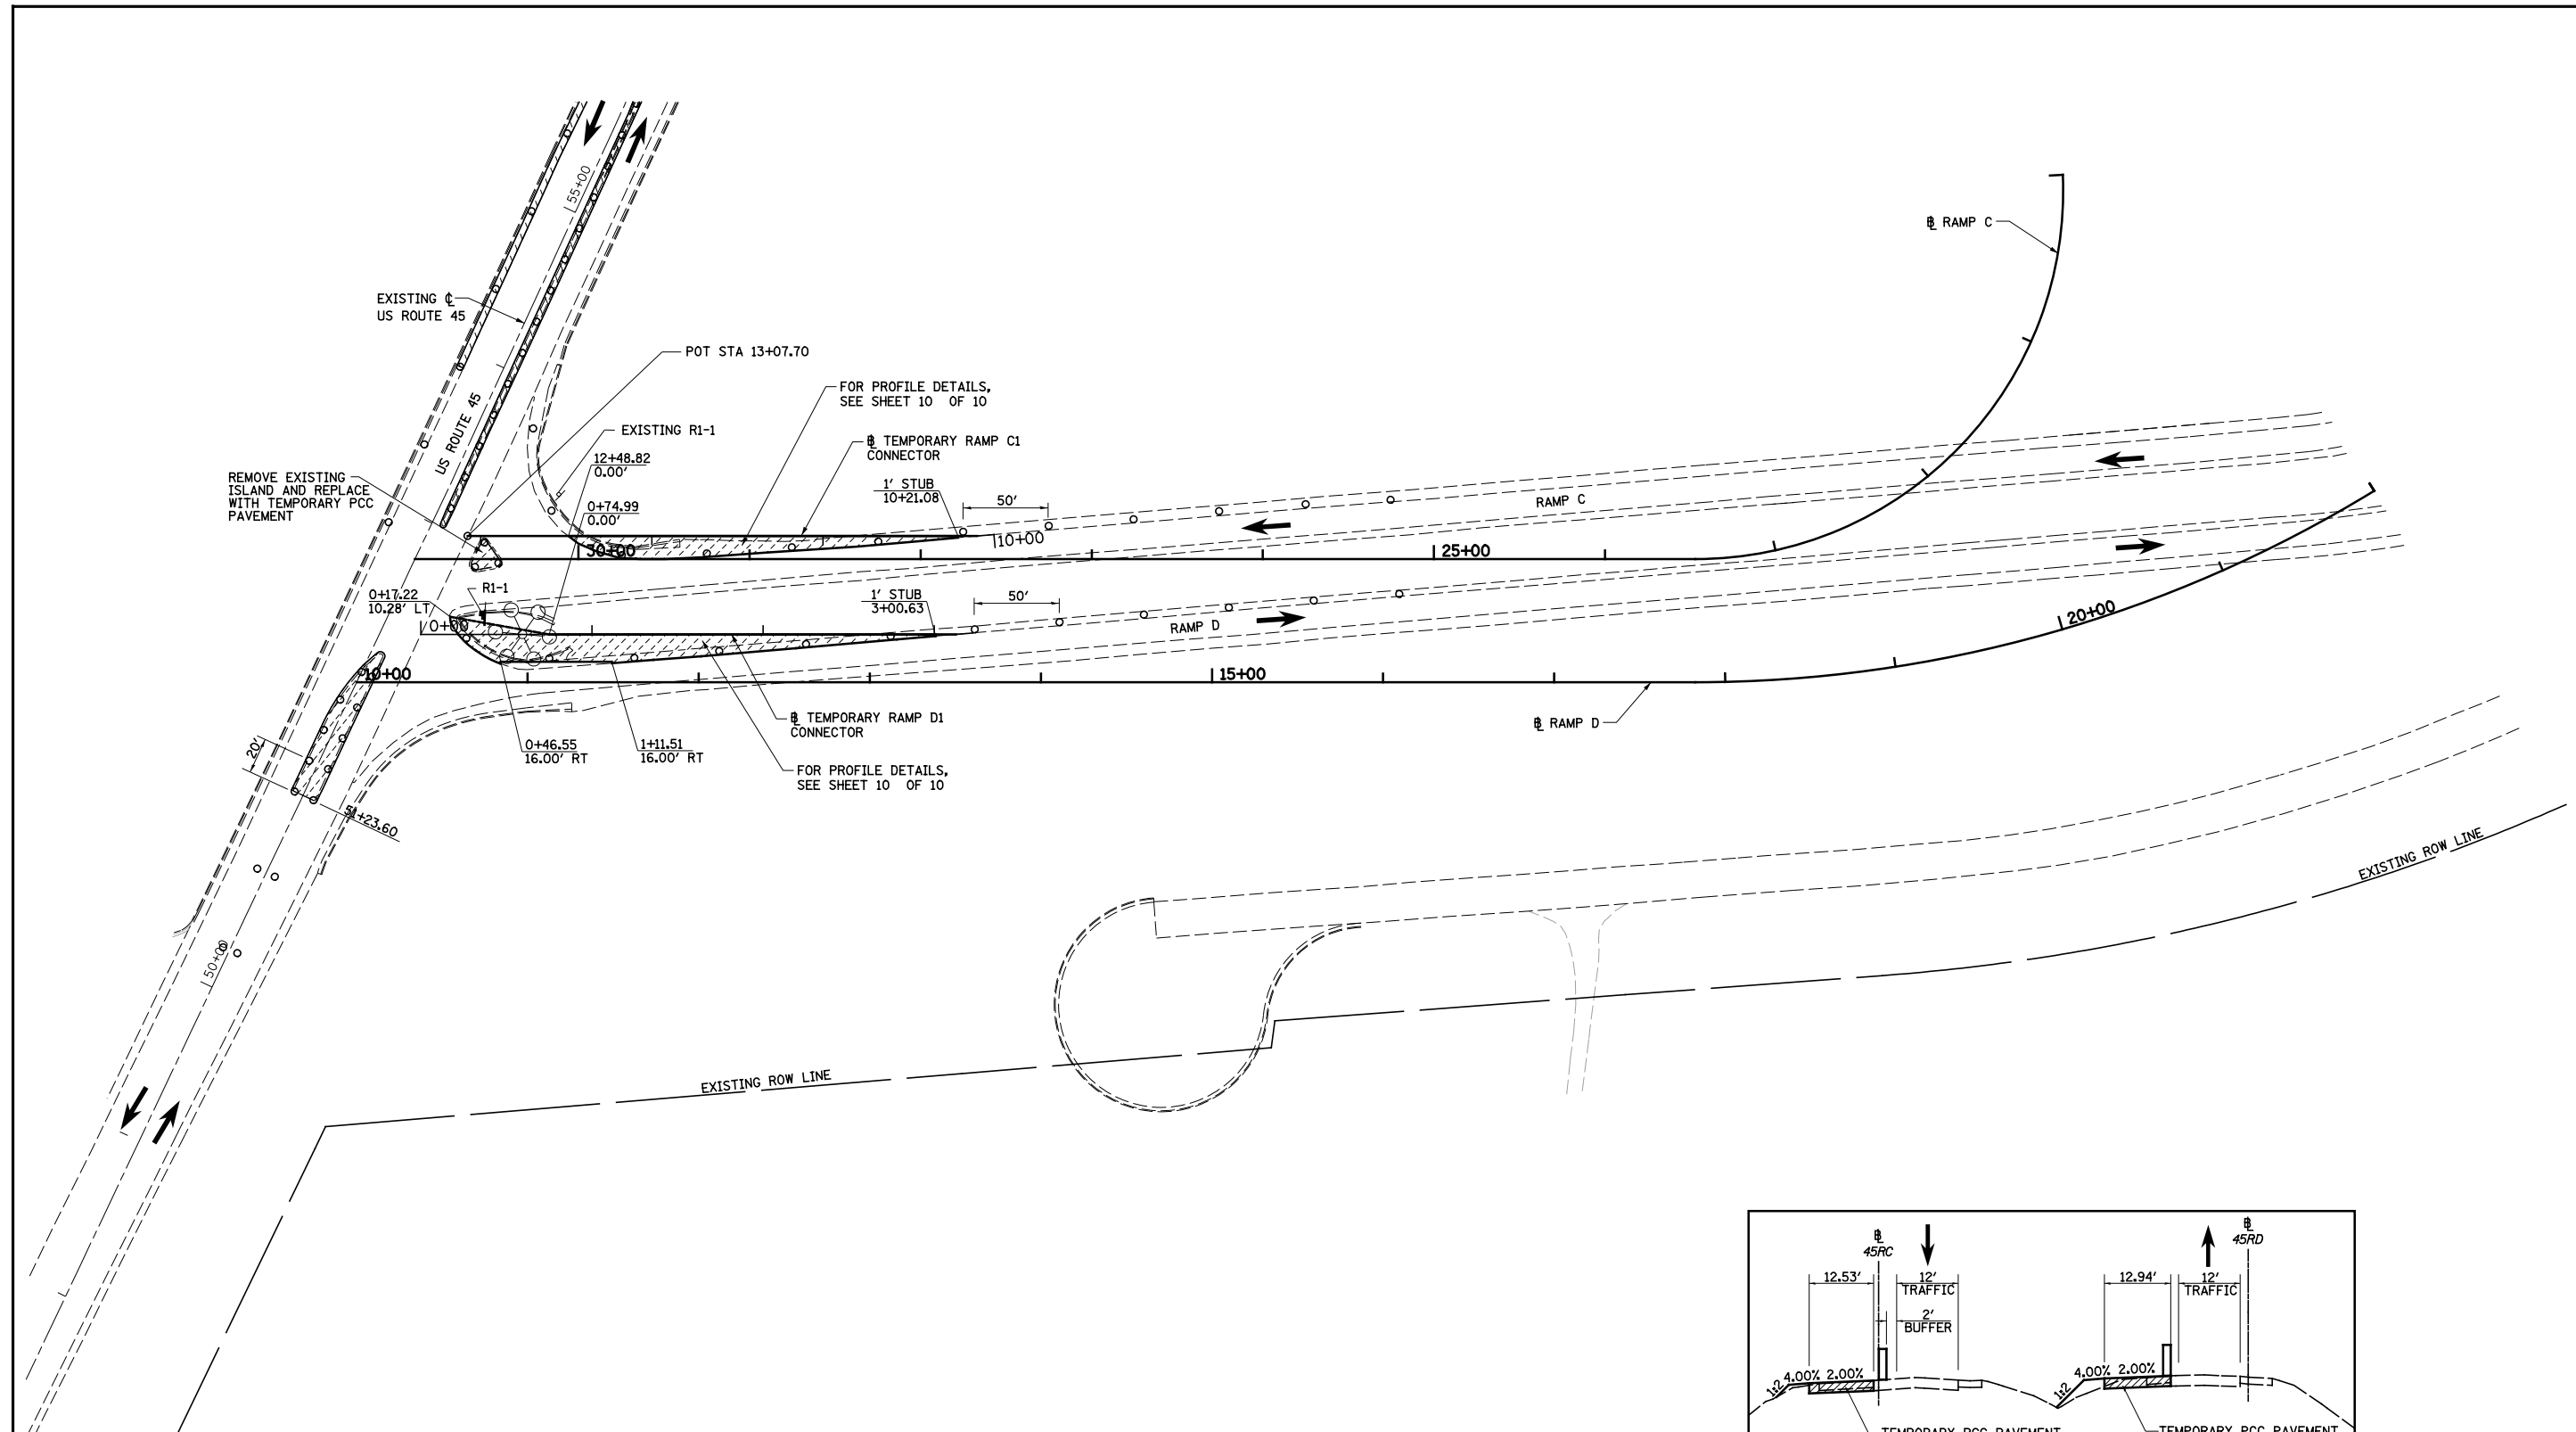 55+00
℄ RAMP C
EXISTING ℄
US ROUTE 45
POT STA 13+07.70
FOR PROFILE DETAILS,
SEE SHEET 10 OF 10
US ROUTE 45
EXISTING R1-1
℄ TEMPORARY RAMP C1
CONNECTOR
12+48.82
0.00'
REMOVE EXISTING
ISLAND AND REPLACE
WITH TEMPORARY PCC
PAVEMENT
1' STUB
10+21.08
50'
RAMP C
0+74.99
0.00'
10+00
30+00
25+00
R1-1
0+17.22
10.28' LT
1' STUB
3+00.63
50'
0+00
RAMP D
20+00
10+00
15+00
℄ TEMPORARY RAMP D1
CONNECTOR
℄ RAMP D
0+46.55
16.00' RT
1+11.51
16.00' RT
20'
FOR PROFILE DETAILS,
SEE SHEET 10 OF 10
51+23.60
EXISTING ROW LINE
50+00
EXISTING ROW LINE
℄
45RC
℄
45RD
12.53'
12'
TRAFFIC
12.94'
12'
TRAFFIC
2'
BUFFER
1:2
4.00% 2.00%
1:2
4.00% 2.00%
TEMPORARY PCC PAVEMENT
TEMPORARY PCC PAVEMENT